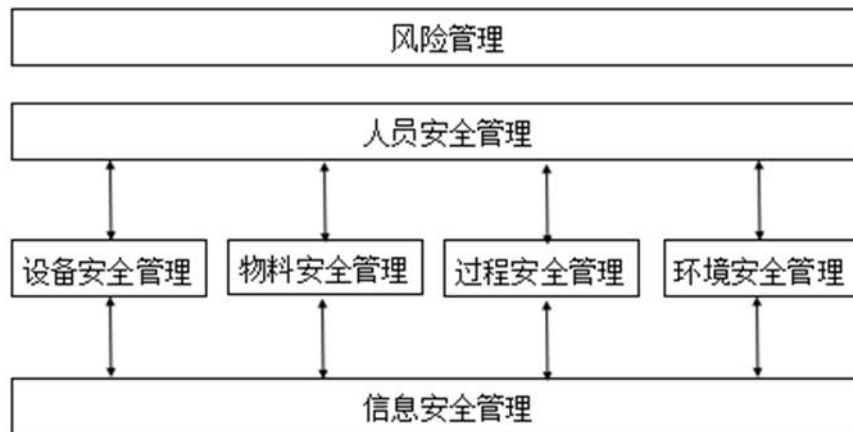 风险管理
人员安全管理
设备安全管理
物料安全管理
过程安全管理
环境安全管理
信息安全管理